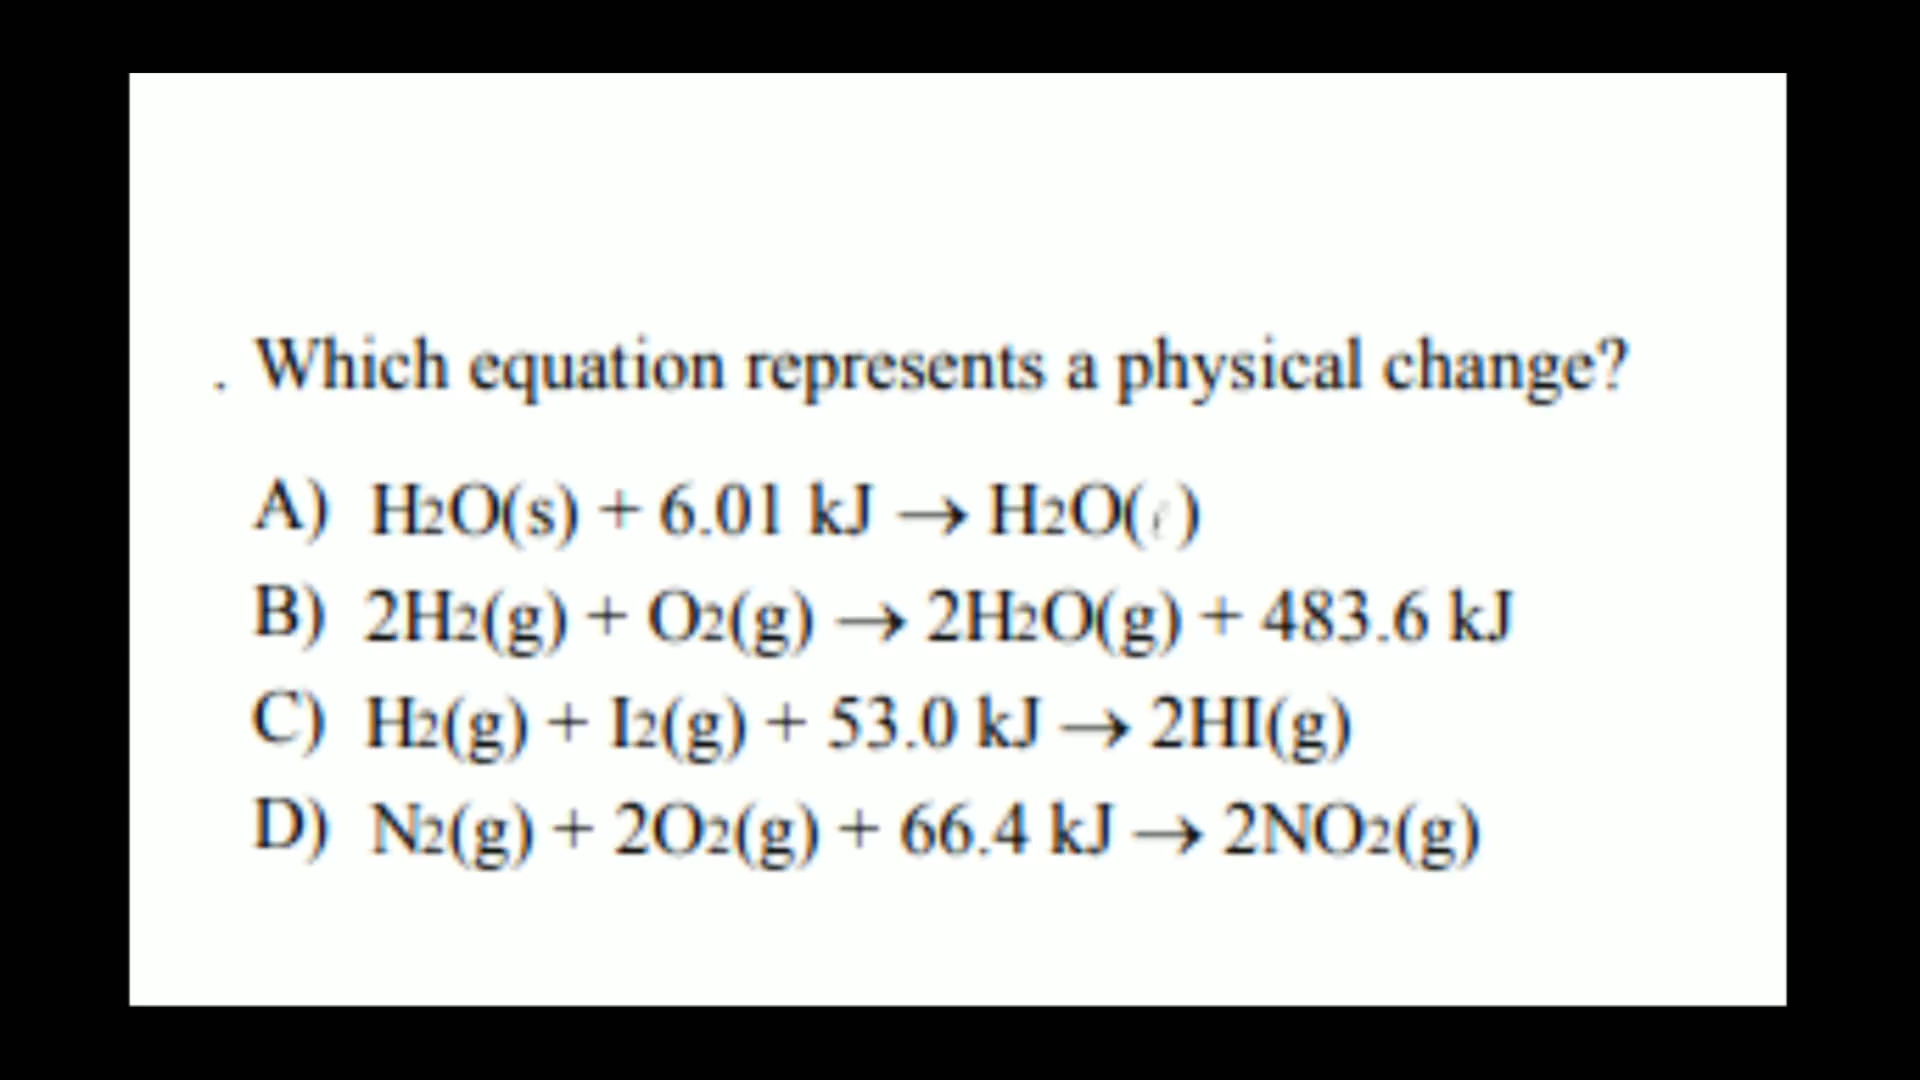 . Which equation represents a physical change?
A) H2O(s) + 6.01 kJ → H2O(ℓ)
B) 2H2(g) + O2(g) → 2H2O(g) + 483.6 kJ
C) H2(g) + I2(g) + 53.0 kJ → 2HI(g)
D) N2(g) + 2O2(g) + 66.4 kJ → 2NO2(g)